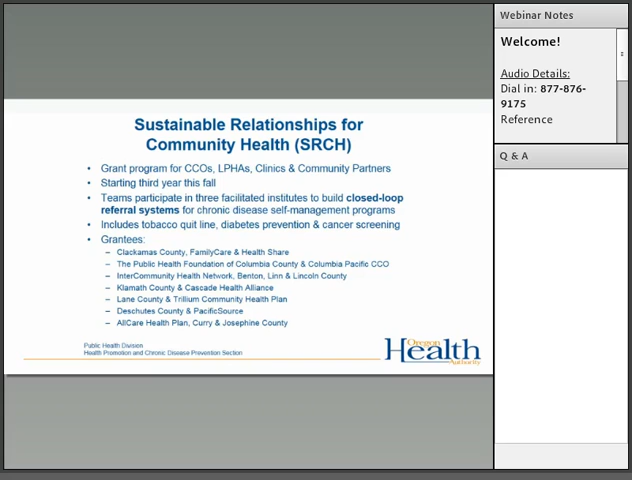 Sustainable Relationships for
Community Health (SRCH)
• Grant program for CCOs, LPHAs, Clinics & Community Partners
• Starting third year this fall
• Teams participate in three facilitated institutes to build closed-loop
referral systems for chronic disease self-management programs
• Includes tobacco quit line, diabetes prevention & cancer screening
• Grantees:
– Clackamas County, FamilyCare & Health Share
– The Public Health Foundation of Columbia County & Columbia Pacific CCO
– InterCommunity Health Network, Benton, Linn & Lincoln County
– Klamath County & Cascade Health Alliance
– Lane County & Trillium Community Health Plan
– Deschutes County & PacificSource
– AllCare Health Plan, Curry & Josephine County
Public Health Division
Health Promotion and Chronic Disease Prevention Section
Oregon
Health
Authority
Webinar Notes
Welcome!
Audio Details:
Dial in: 877-876-
9175
Reference
Q & A